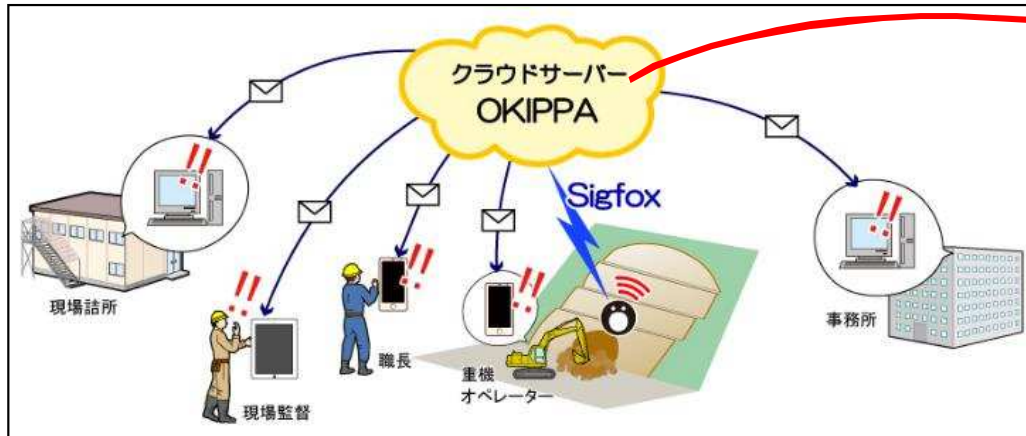 クラウドサーバー
OKIPPA
Sigfox
現場詰所
現場監督
職長
重機
オペレーター
事務所